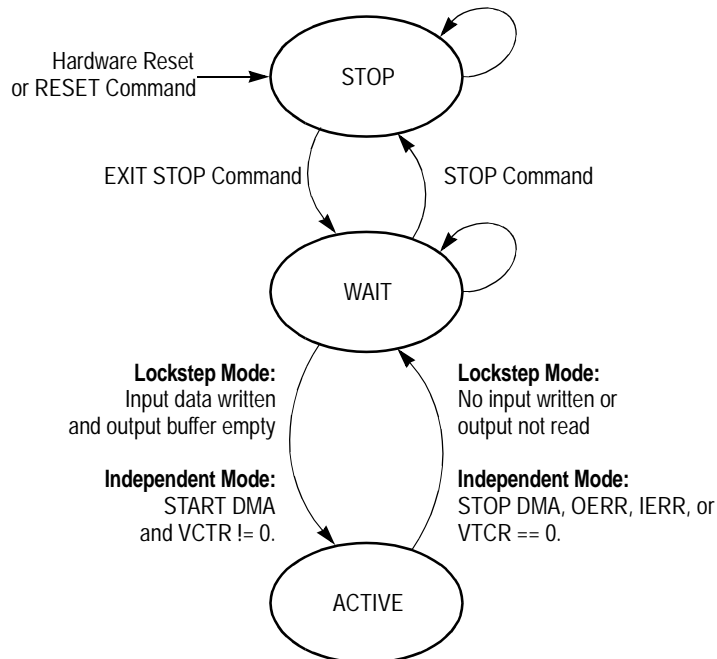 Hardware Reset
or RESET Command
STOP
EXIT STOP Command
STOP Command
WAIT
Lockstep Mode:
Input data written
and output buffer empty
Lockstep Mode:
No input written or
output not read
Independent Mode:
START DMA
and VCTR != 0.
Independent Mode:
STOP DMA, OERR, IERR, or
VTCR == 0.
ACTIVE